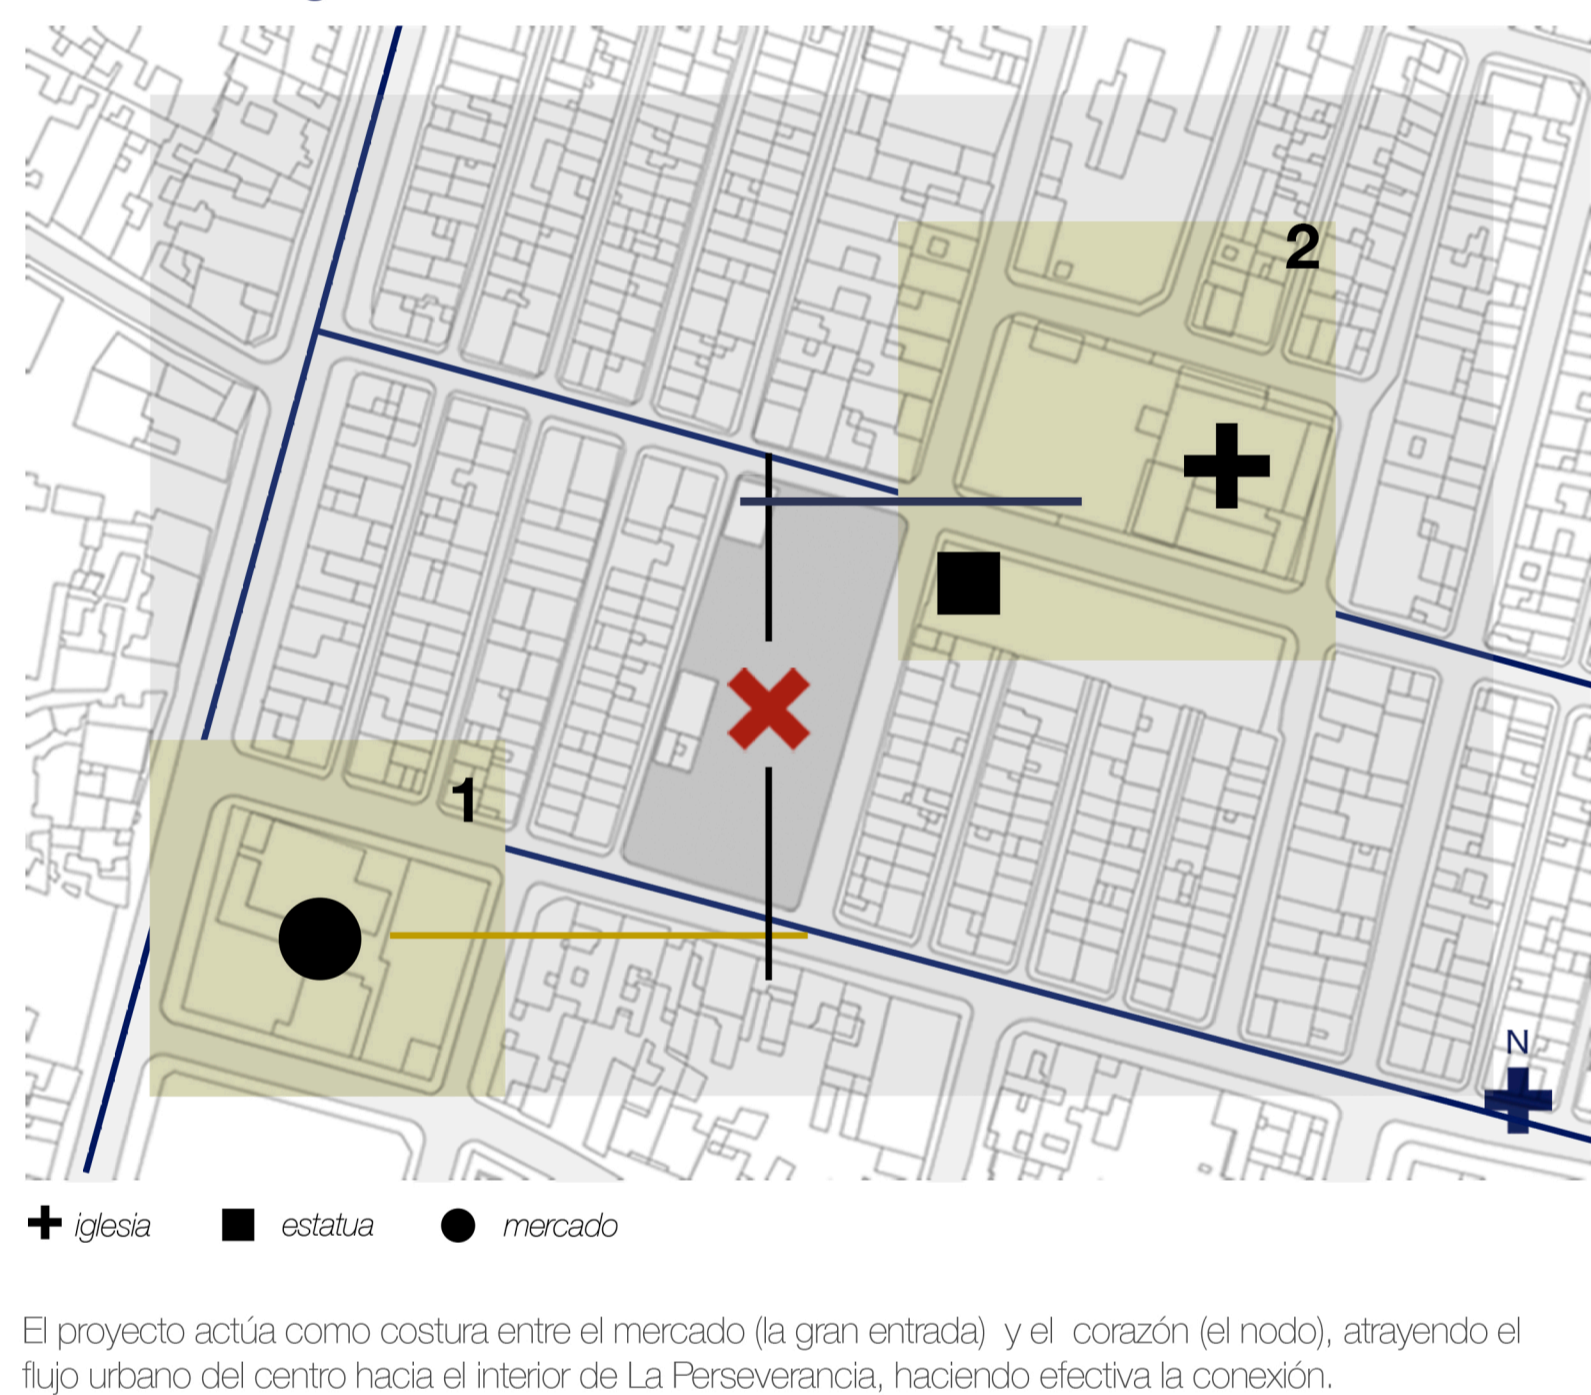 2
1
N
iglesia estatua mercado
El proyecto actúa como costura entre el mercado (la gran entrada) y el corazón (el nodo), atrayendo el
flujo urbano del centro hacia el interior de La Perseverancia, haciendo efectiva la conexión.